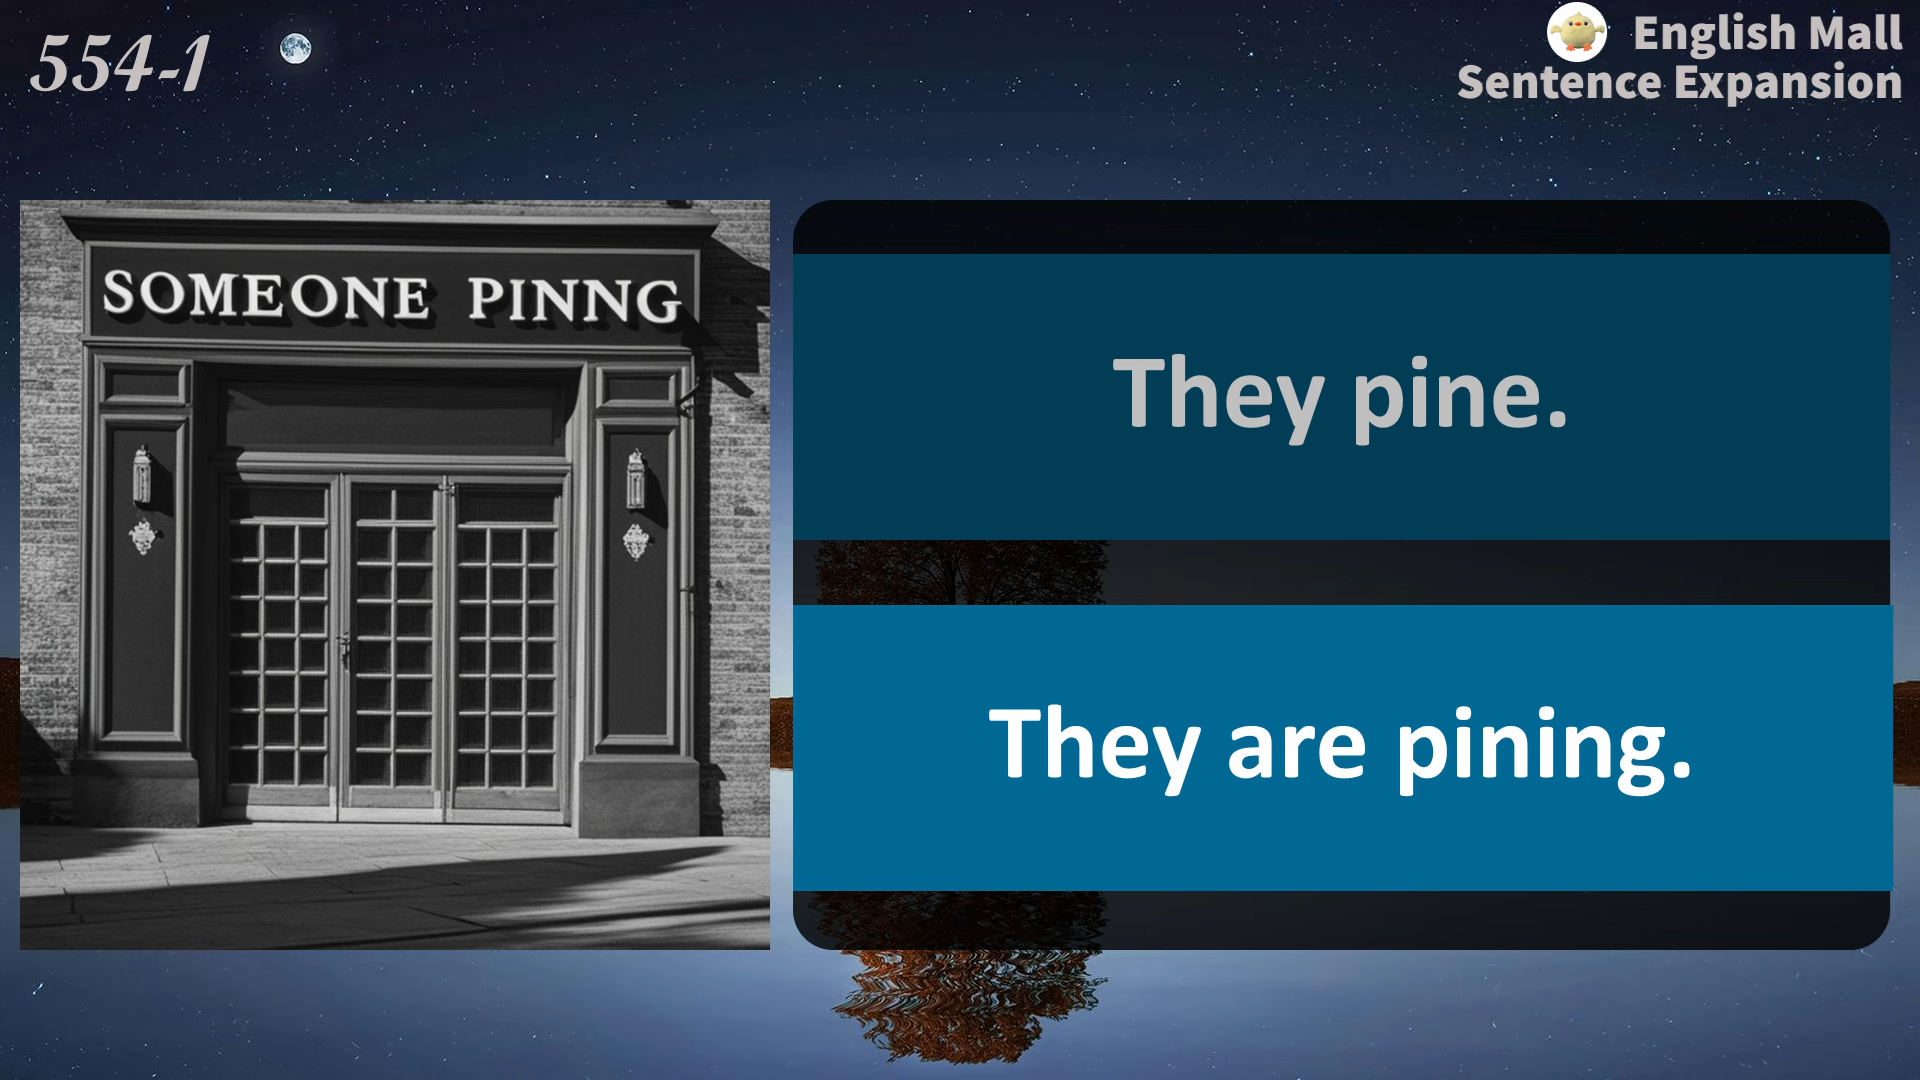 554-1
English Mall
Sentence Expansion
SOMEONE PINNG
They pine.
They are pining.